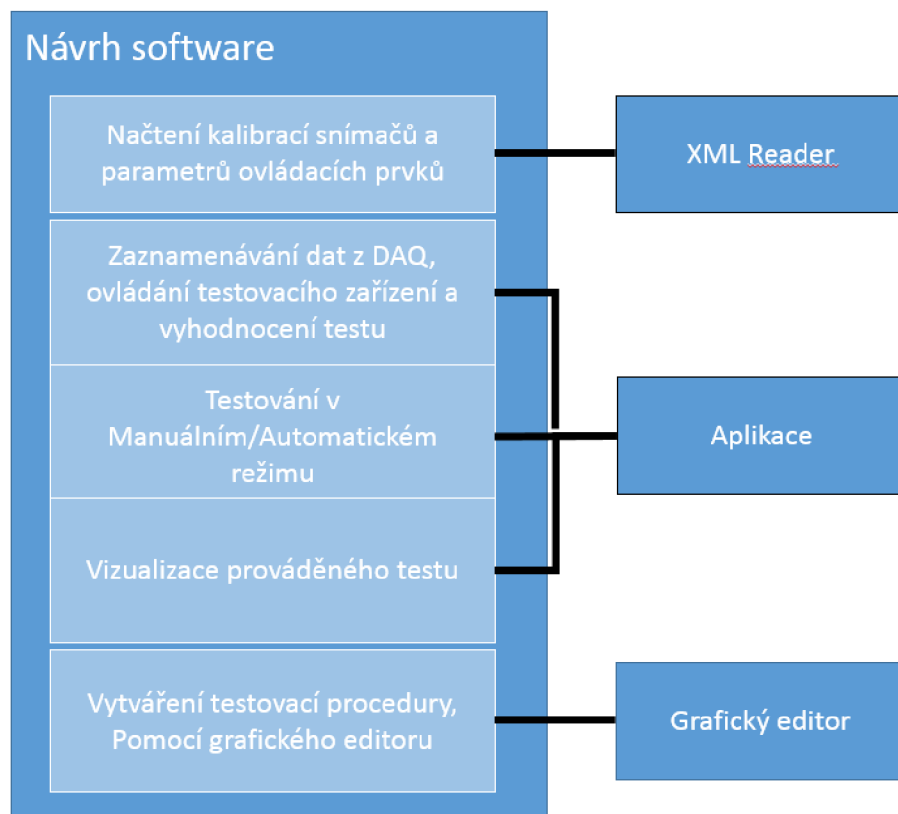 Návrh software
Načtení kalibrací snímačů a
parametrů ovládacích prvků
XML Reader
Zaznamenávání dat z DAQ,
ovládání testovacího zařízení a
vyhodnocení testu
Testování v
Manuálním/Automatickém
režimu
Aplikace
Vizualizace prováděného testu
Vytváření testovací procedury,
Pomocí grafického editoru
Grafický editor